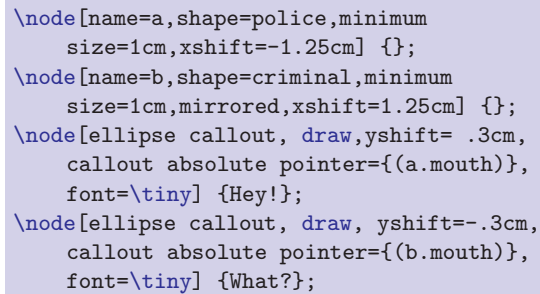 \node[name=a,shape=police,minimum
size=1cm,xshift=-1.25cm] {};
\node[name=b,shape=criminal,minimum
size=1cm,mirrored,xshift=1.25cm] {};
\node[ellipse callout, draw,yshift= .3cm,
callout absolute pointer={(a.mouth)},
font=\tiny] {Hey!};
\node[ellipse callout, draw, yshift=-.3cm,
callout absolute pointer={(b.mouth)},
font=\tiny] {What?};